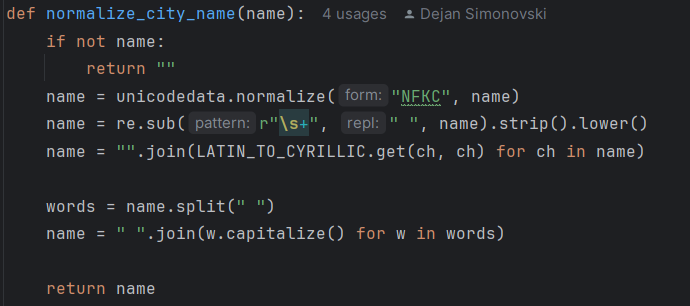 def normalize_city_name(name): 4 usages Dejan Simonovski
    if not name:
        return ""
    name = unicodedata.normalize( form: "NFKC", name)
    name = re.sub( pattern: r"\s+", repl: " ", name).strip().lower()
    name = "".join(LATIN_TO_CYRILLIC.get(ch, ch) for ch in name)
    words = name.split(" ")
    name = " ".join(w.capitalize() for w in words)
    return name